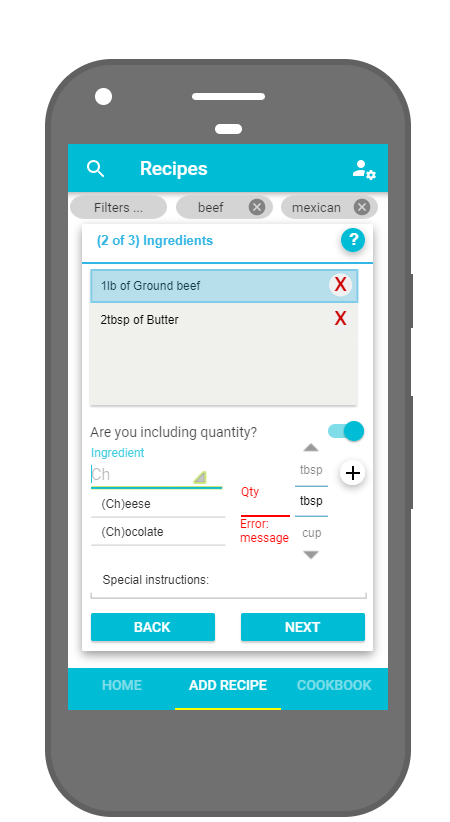 Recipes
Filters ...
beef
mexican
(2 of 3) Ingredients
?
1lb of Ground beef
X
2tbsp of Butter
X
Are you including quantity?
Ingredient
Ch
(Ch)eese
(Ch)ocolate
Qty
Error:
message
tbsp
tbsp
cup
Special instructions:
BACK
NEXT
HOME
ADD RECIPE
COOKBOOK